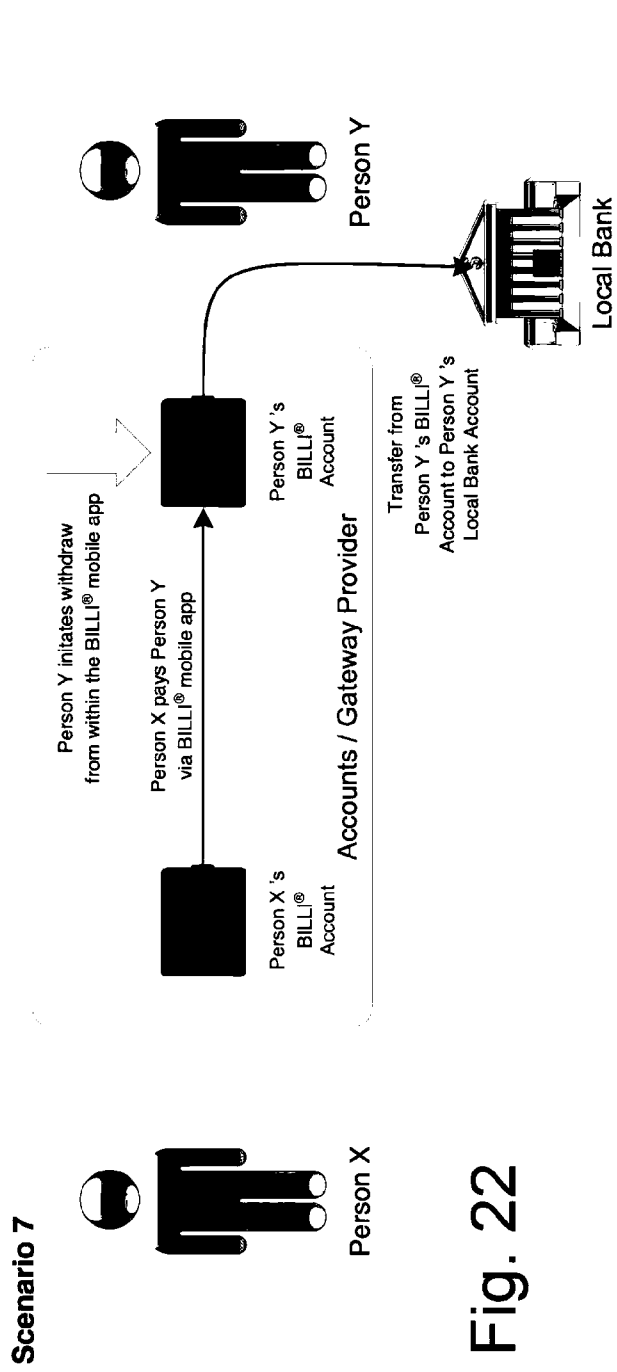 Scenario 7
Person Y initates withdraw
from within the BILLI® mobile app
Person X pays Person Y
via BILLI® mobile app
Person X 's
BILLI®
Account
Person Y 's
BILLI®
Account
Accounts / Gateway Provider
Person X
Person Y
Transfer from
Person Y 's BILLI®
Account to Person Y 's
Local Bank Account
Local Bank
Fig. 22